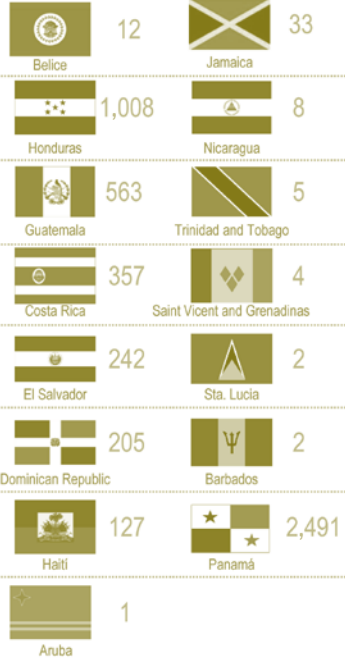 12
33
Belice
Jamaica
1,008
8
Honduras
Nicaragua
563
5
Guatemala
Trinidad and Tobago
357
4
Costa Rica
Saint Vicent and Grenadinas
242
2
El Salvador
Sta. Lucia
205
2
Dominican Republic
Barbados
127
2,491
Haití
Panamá
1
Aruba